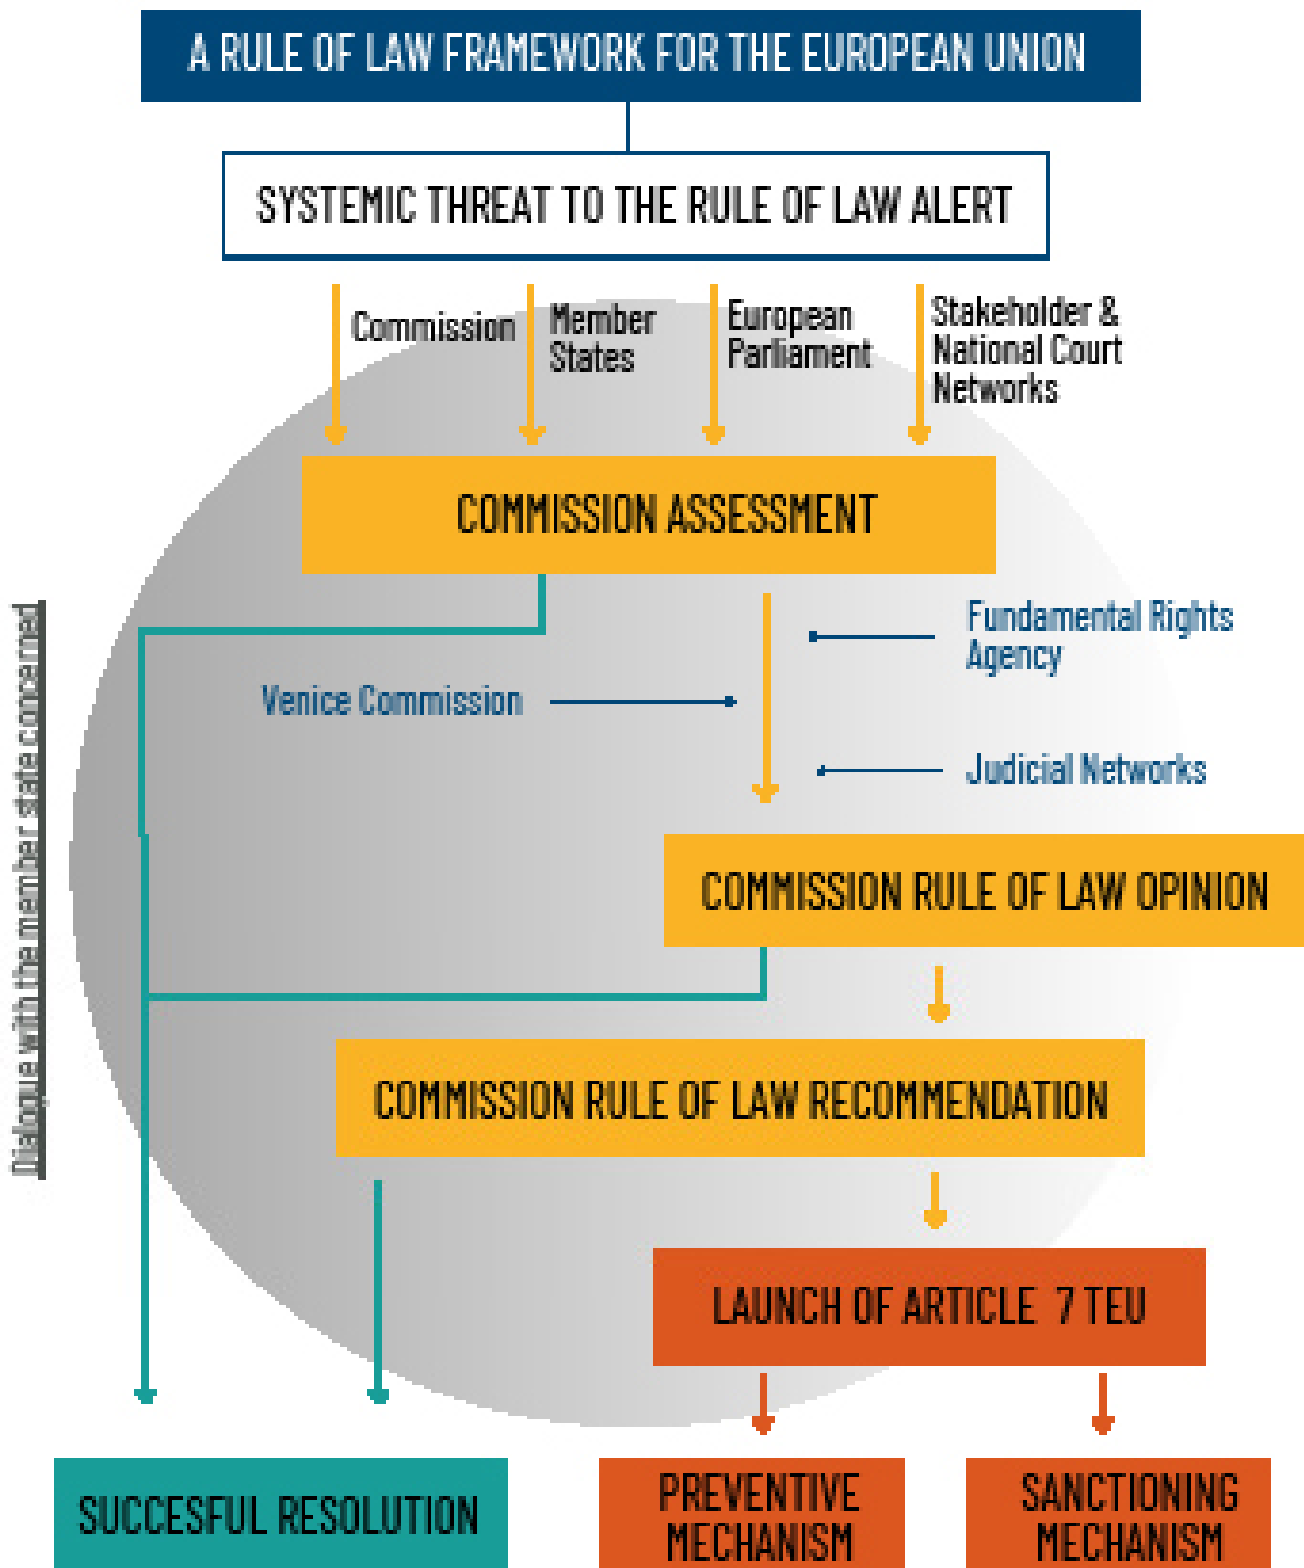 A RULE OF LAW FRAMEWORK FOR THE EUROPEAN UNION
SYSTEMIC THREAT TO THE RULE OF LAW ALERT
Commission
Member
States
European
Parliament
Stakeholder &
National Court
Networks
COMMISSION ASSESSMENT
Fundamental Rights
Agency
Venice Commission
Judicial Networks
Dialogue with the member state concerned
COMMISSION RULE OF LAW OPINION
COMMISSION RULE OF LAW RECOMMENDATION
LAUNCH OF ARTICLE 7 TEU
SUCCESFUL RESOLUTION
PREVENTIVE
MECHANISM
SANCTIONING
MECHANISM